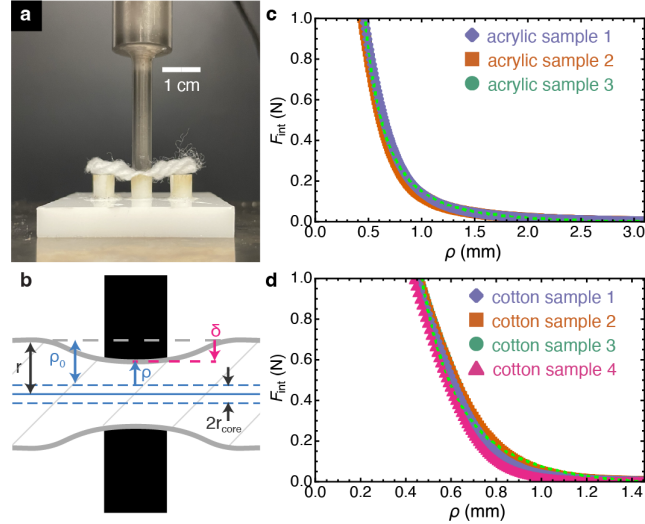 a
1 cm
b
r
ρ₀
ρ
δ
2r_core
c
acrylic sample 1
acrylic sample 2
acrylic sample 3
F_int (N)
1.0
0.8
0.6
0.4
0.2
0.0
0.0 0.5 1.0 1.5 2.0 2.5 3.0
ρ (mm)
d
cotton sample 1
cotton sample 2
cotton sample 3
cotton sample 4
F_int (N)
1.0
0.8
0.6
0.4
0.2
0.0
0.0 0.2 0.4 0.6 0.8 1.0 1.2 1.4
ρ (mm)